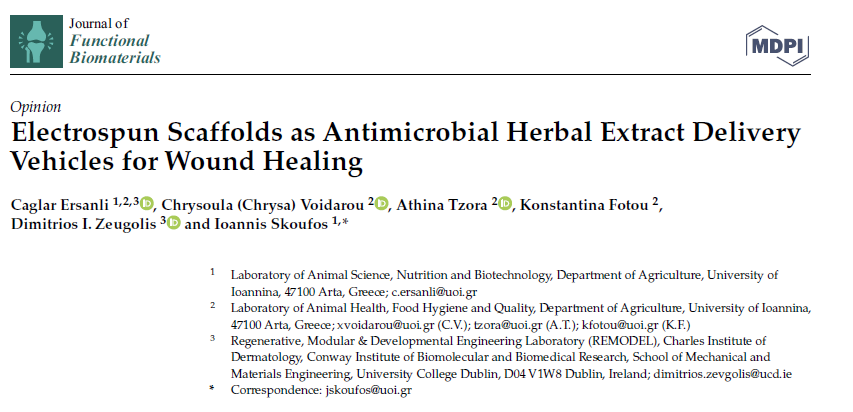 Journal of
Functional
Biomaterials
MDPI
Opinion
Electrospun Scaffolds as Antimicrobial Herbal Extract Delivery
Vehicles for Wound Healing
Caglar Ersanli 1,2,3 iD, Chrysoula (Chrysa) Voidarou 2 iD, Athina Tzora 2 iD, Konstantina Fotou 2,
Dimitrios I. Zeugolis 3 iD and Ioannis Skoufos 1,*
1 Laboratory of Animal Science, Nutrition and Biotechnology, Department of Agriculture, University of
Ioannina, 47100 Arta, Greece; c.ersanli@uoi.gr
2 Laboratory of Animal Health, Food Hygiene and Quality, Department of Agriculture, University of Ioannina,
47100 Arta, Greece; xvoidarou@uoi.gr (C.V.); tzora@uoi.gr (A.T.); kfotou@uoi.gr (K.F.)
3 Regenerative, Modular & Developmental Engineering Laboratory (REMODEL), Charles Institute of
Dermatology, Conway Institute of Biomolecular and Biomedical Research, School of Mechanical and
Materials Engineering, University College Dublin, D04 V1W8 Dublin, Ireland; dimitrios.zevgolis@ucd.ie
* Correspondence: jskoufos@uoi.gr